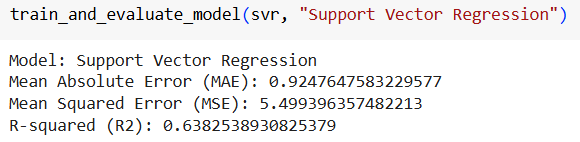 train_and_evaluate_model(svr, "Support Vector Regression")
Model: Support Vector Regression
Mean Absolute Error (MAE): 0.9247647583229577
Mean Squared Error (MSE): 5.499396357482213
R-squared (R2): 0.6382538930825379